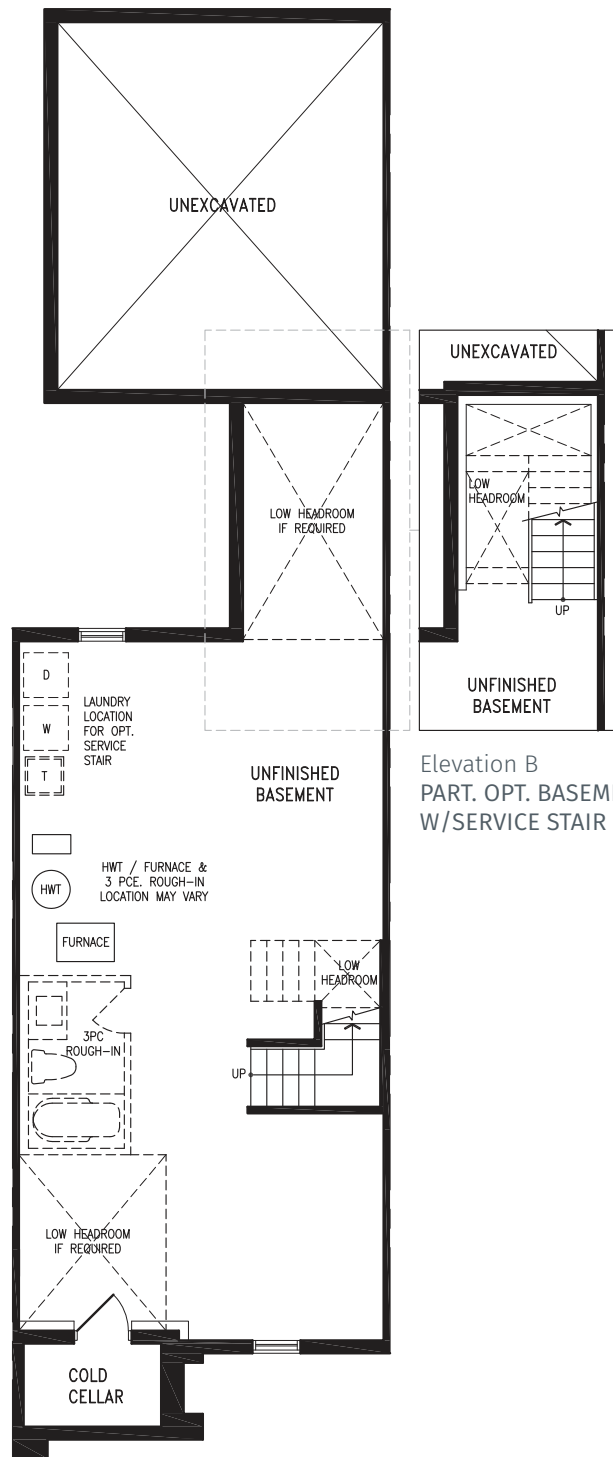 UNEXCAVATED
UNEXCAVATED
LOW
HEADROOM
LOW HEADROOM
IF REQUIRED
UP
UNFINISHED
BASEMENT
D
W
T
LAUNDRY
LOCATION
FOR OPT.
SERVICE
STAIR
UNFINISHED
BASEMENT
Elevation B
PART. OPT. BASEM
W/SERVICE STAIR
HWT
HWT / FURNACE &
3 PCE. ROUGH-IN
LOCATION MAY VARY
FURNACE
LOW
HEADROOM
3PC
ROUGH-IN
UP
LOW HEADROOM
IF REQUIRED
COLD
CELLAR